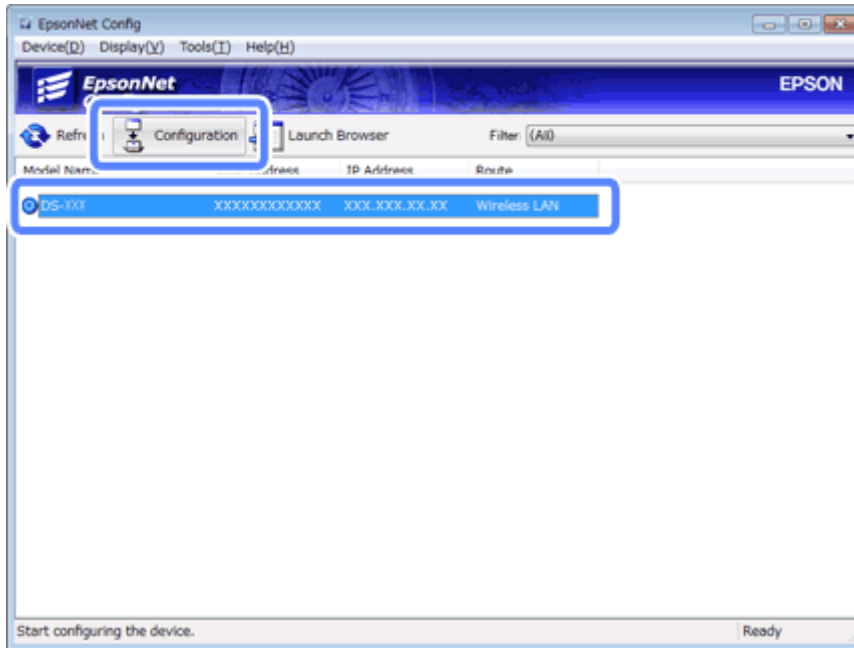 EpsonNet Config
Device(D) Display(V) Tools(T) Help(H)
EpsonNet
EPSON
Configuration Launch Browser Filter: (All)
Model IP Address Route
DS-XXX XXXXXXXXXXXX XXX.XXX.XX.XX Wireless LAN
Start configuring the device. Ready